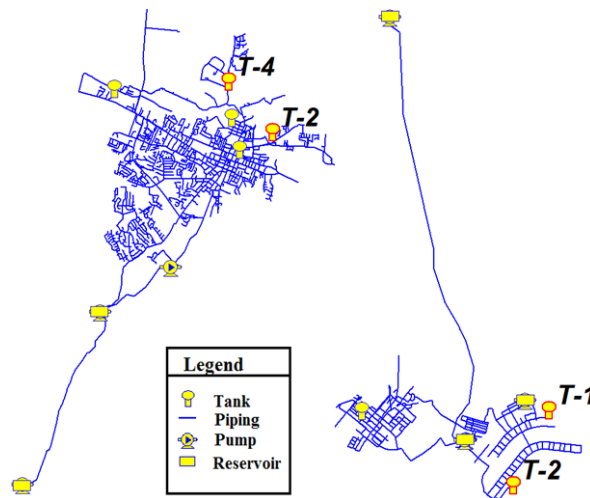 T-4
T-2
Legend
Tank
Piping
Pump
Reservoir
T-1
T-2